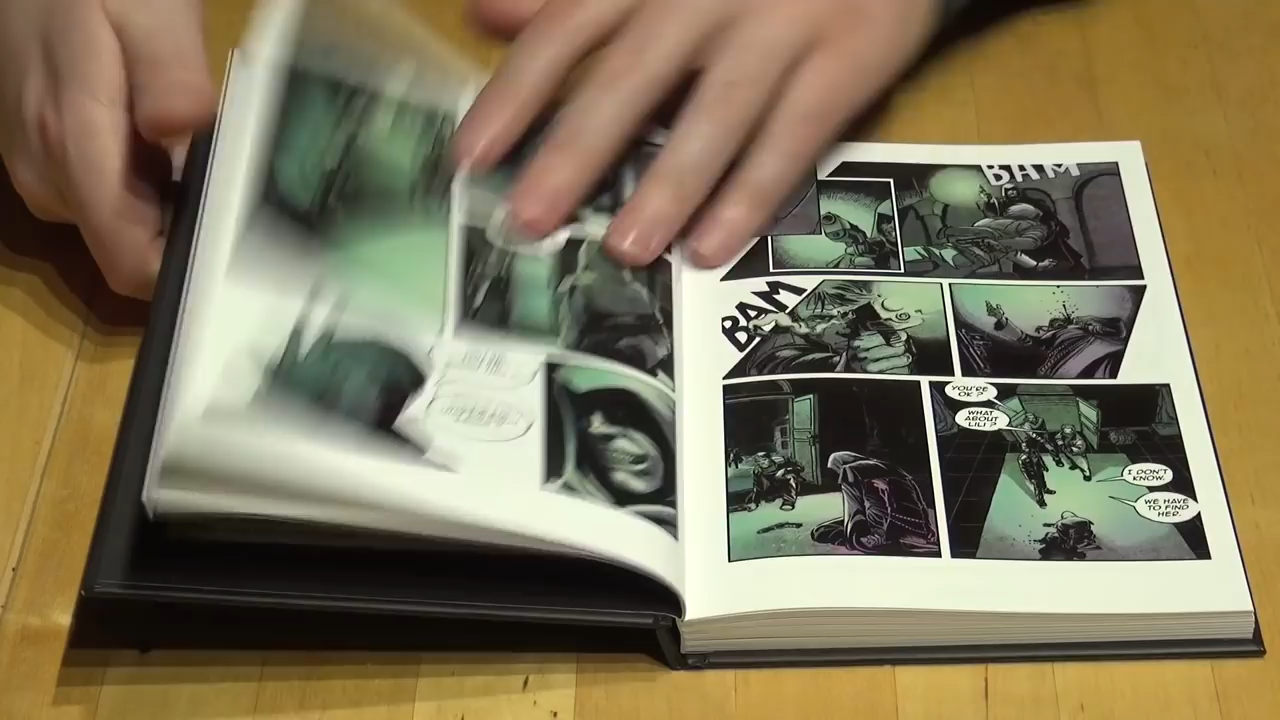 BAM
BAM
YOU'RE
OK ?
WHAT
ABOUT
LILI ?
I DON'T
KNOW.
WE HAVE
TO FIND
HER.